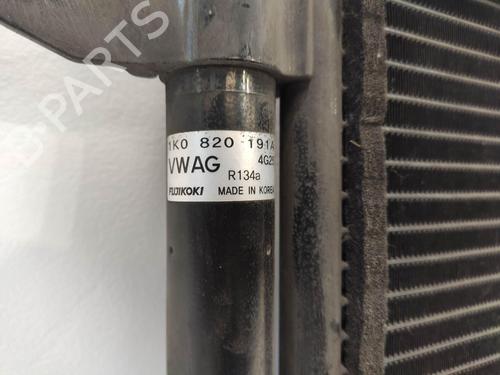 1K0 820 191A
VWAG 4G25
R134a
FUJIKOKI MADE IN KOREA
B-PARTS